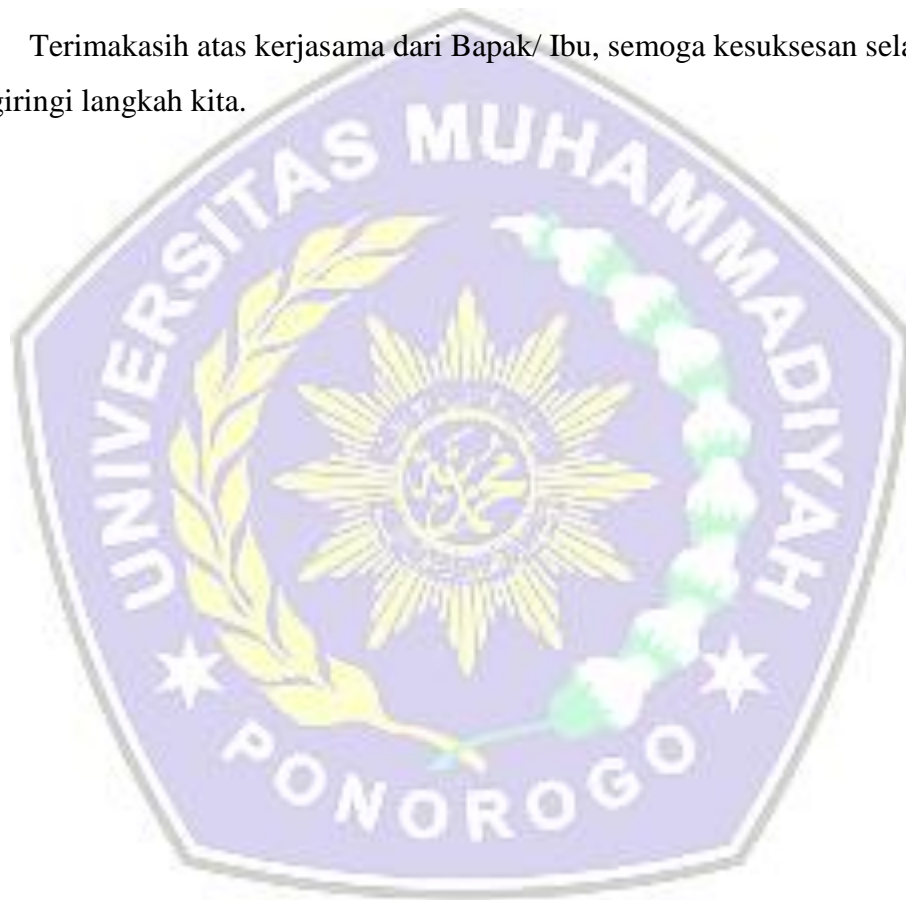 Terimakasih atas kerjasama dari Bapak/ Ibu, semoga kesuksesan sela
giringi langkah kita.
UNIVERSITAS MUHAMMADIYAH
PONOROGO